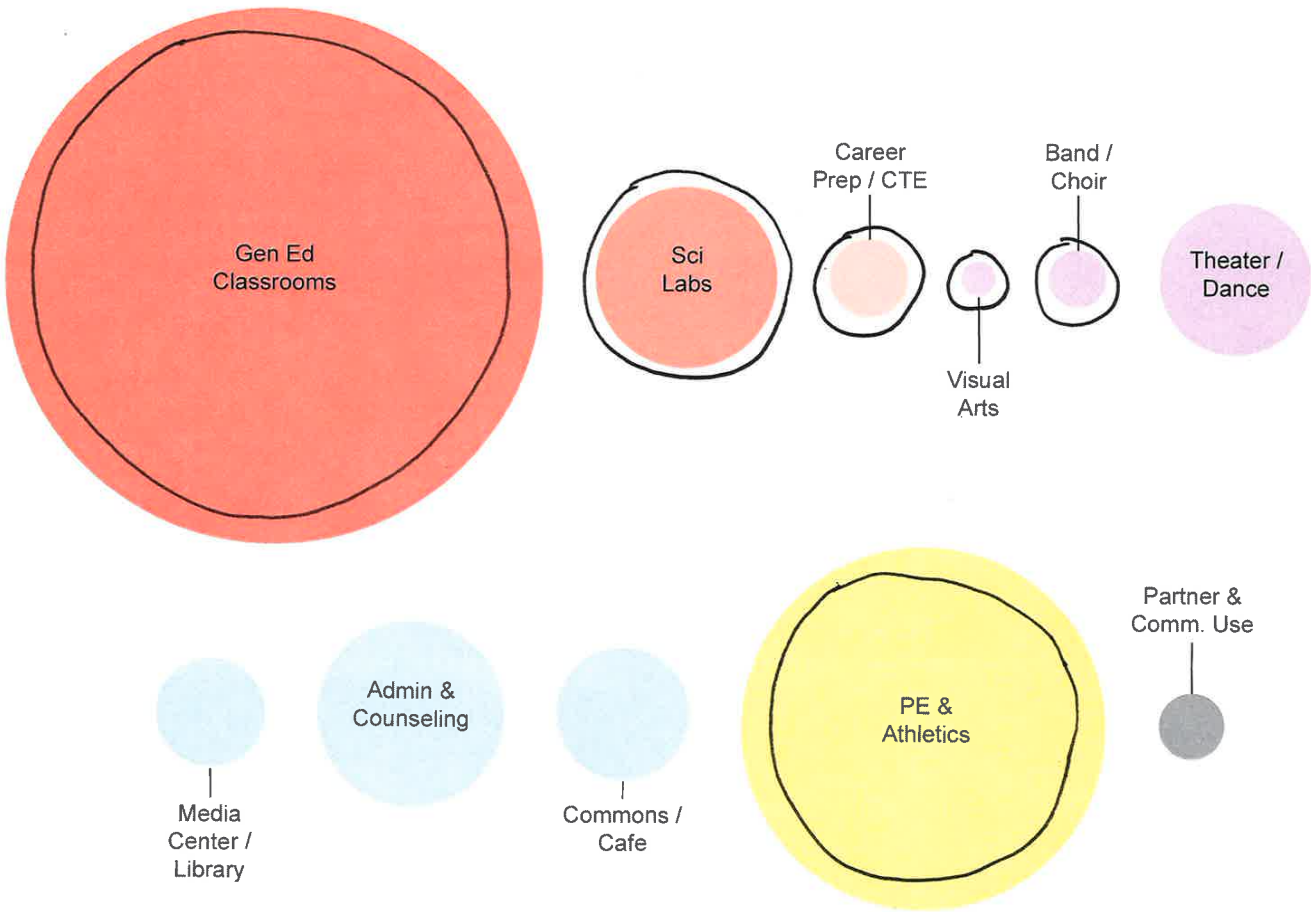 Gen Ed
Classrooms
Sci
Labs
Career
Prep / CTE
Visual
Arts
Band /
Choir
Theater /
Dance
Media
Center /
Library
Admin &
Counseling
Commons /
Cafe
PE &
Athletics
Partner &
Comm. Use